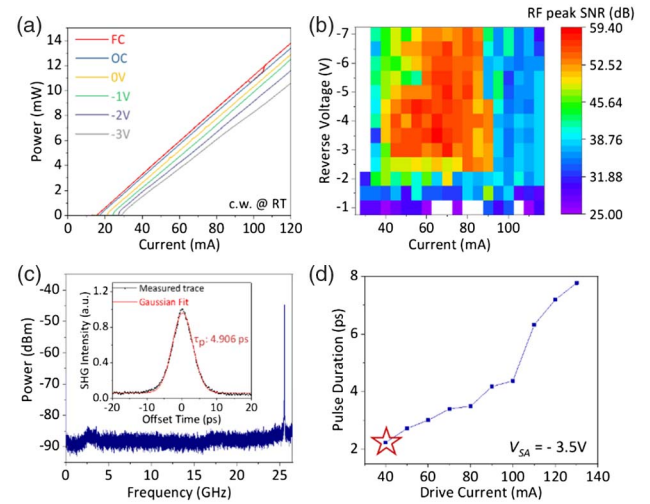 (a)
14
12
10
8
6
4
2
0
Power (mW)
FC
OC
0V
-1V
-2V
-3V
c.w. @ RT
0 20 40 60 80 100 120
Current (mA)
(b)
RF peak SNR (dB)
-7
-6
-5
-4
-3
-2
-1
Reverse Voltage (V)
40 60 80 100
Current (mA)
59.40
52.52
45.64
38.76
31.88
25.00
(c)
-40
-50
-60
-70
-80
-90
Power (dBm)
Measured trace
Gaussian Fit
1.2
0.8
0.4
0.0
SHG Intensity (a.u.)
τp: 4.906 ps
-20 -10 0 10 20
Offset Time (ps)
0 5 10 15 20 25
Frequency (GHz)
(d)
8
6
4
2
Pulse Duration (ps)
VSA = - 3.5V
40 60 80 100 120 140
Drive Current (mA)